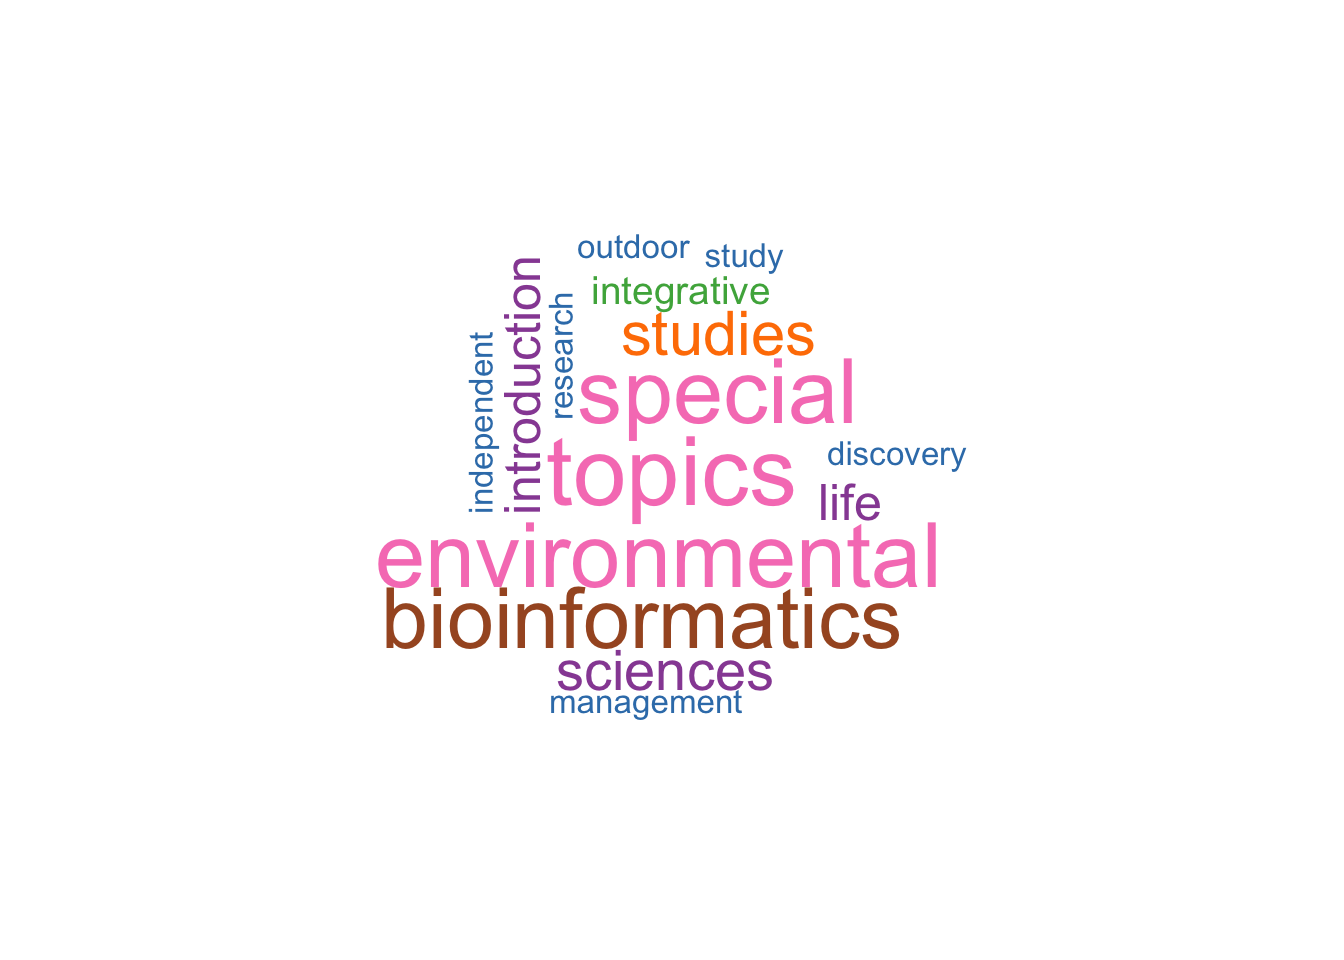 outdoor
study
integrative
studies
independent
introduction
research
special
topics
discovery
life
environmental
bioinformatics
sciences
management